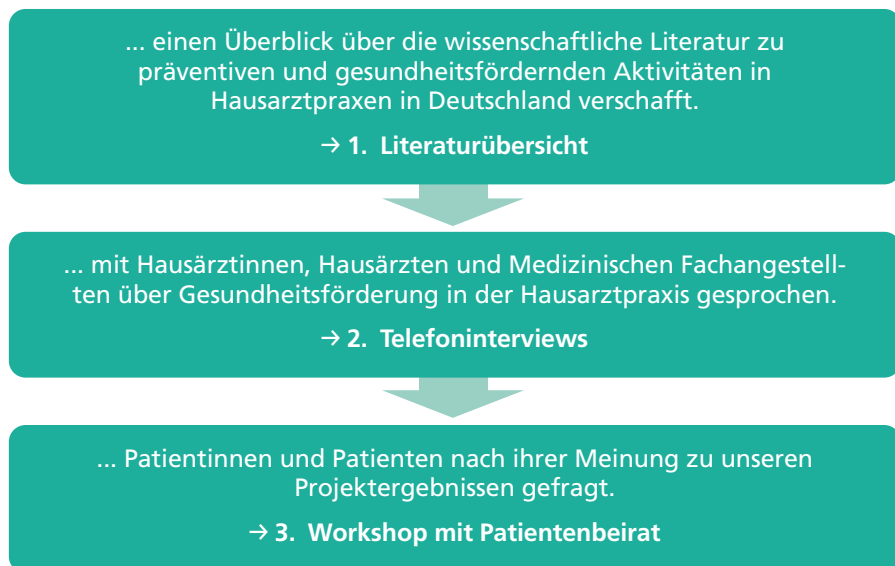 ... einen Überblick über die wissenschaftliche Literatur zu
präventiven und gesundheitsfördernden Aktivitäten in
Hausarztpraxen in Deutschland verschafft.
→ 1. Literaturübersicht
... mit Hausärztinnen, Hausärzten und Medizinischen Fachangestell-
ten über Gesundheitsförderung in der Hausarztpraxis gesprochen.
→ 2. Telefoninterviews
... Patientinnen und Patienten nach ihrer Meinung zu unseren
Projektergebnissen gefragt.
→ 3. Workshop mit Patientenbeirat